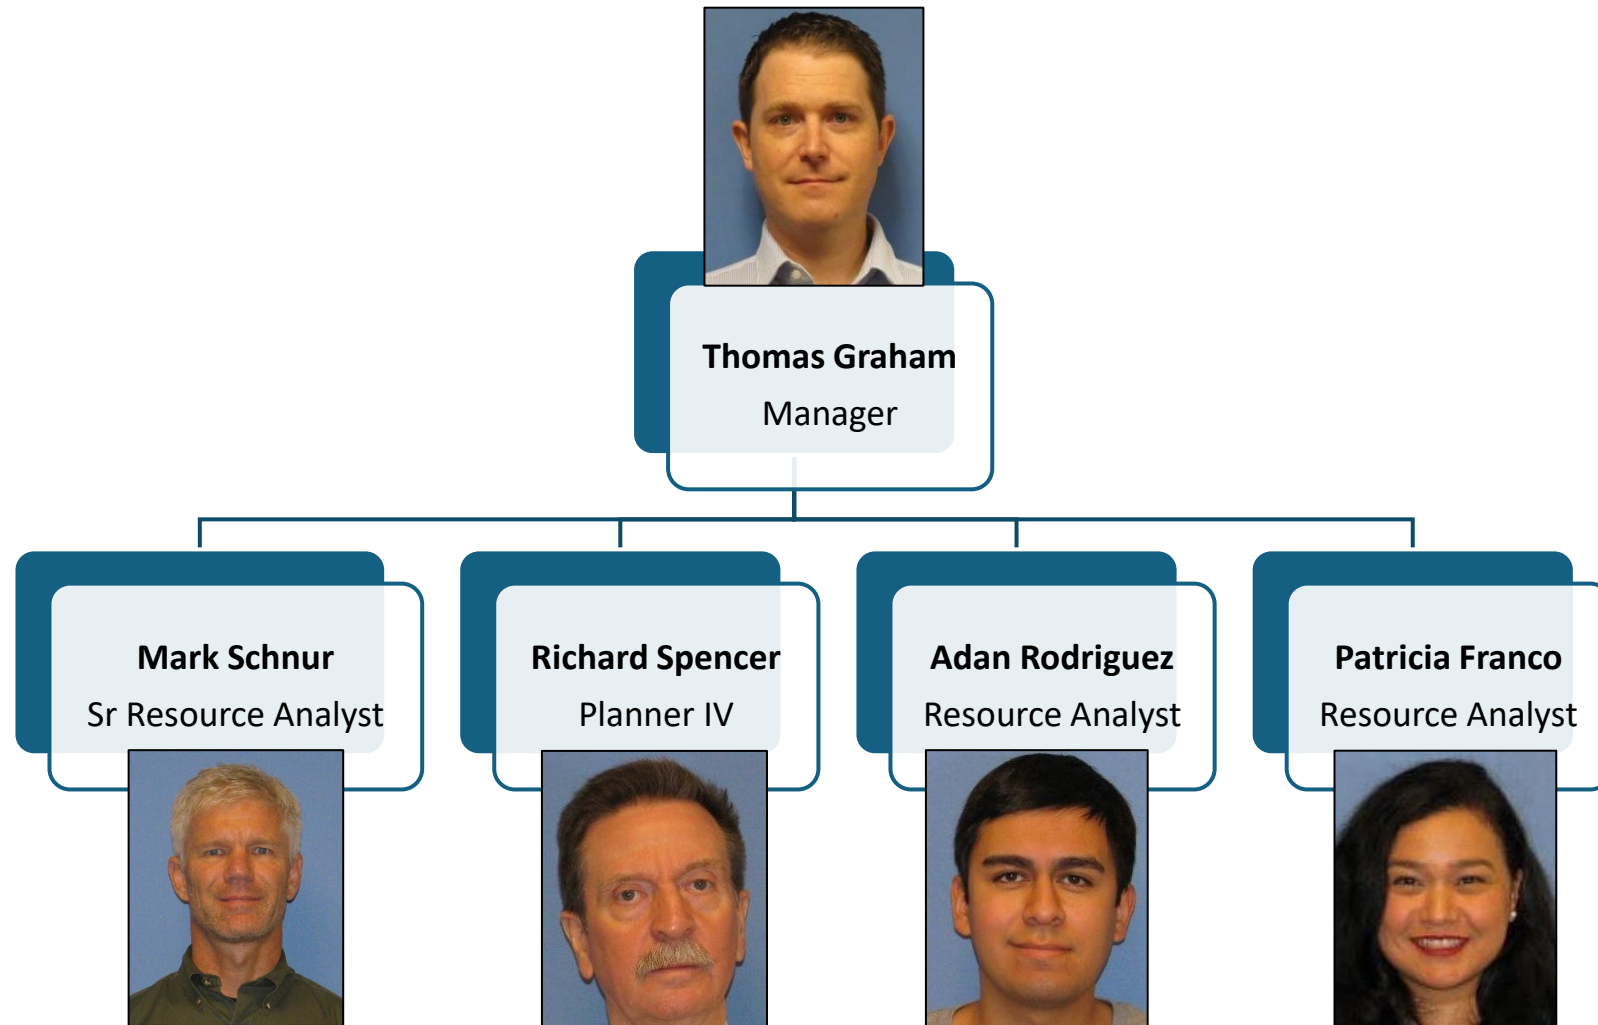 Thomas Graham
Manager
Mark Schnur
Sr Resource Analyst
Richard Spencer
Planner IV
Adan Rodriguez
Resource Analyst
Patricia Franco
Resource Analyst